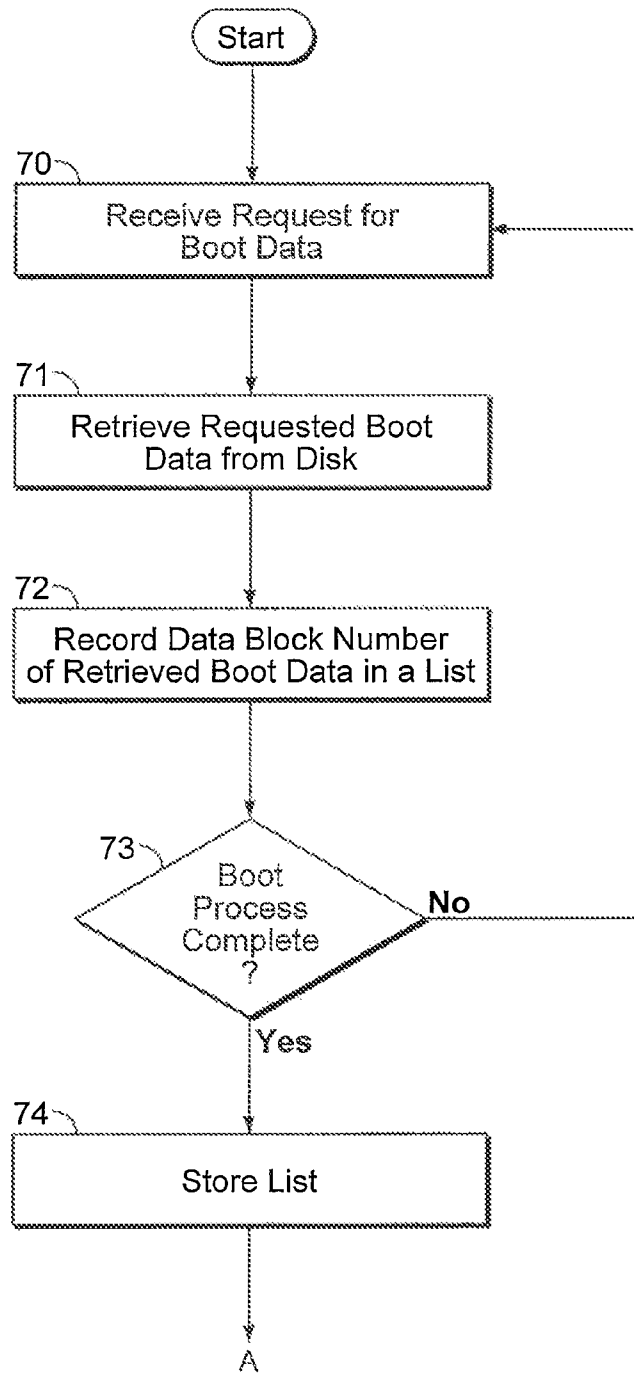 Start
70
Receive Request for
Boot Data
71
Retrieve Requested Boot
Data from Disk
72
Record Data Block Number
of Retrieved Boot Data in a List
73
Boot
Process
Complete
?
No
Yes
74
Store List
A